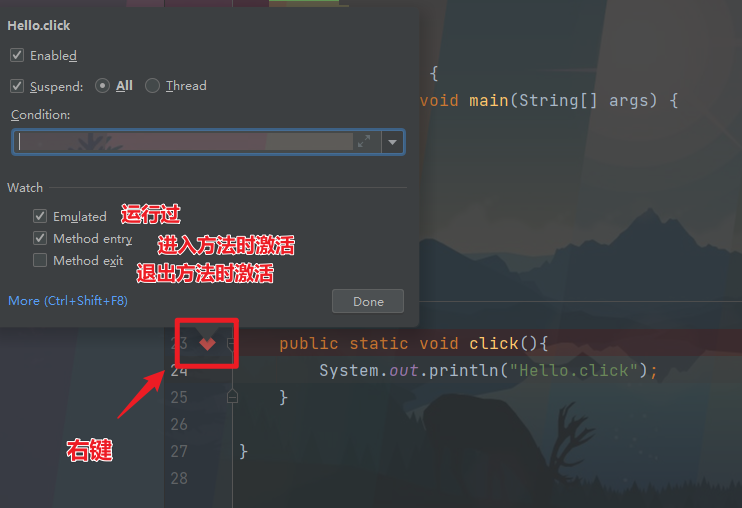 Hello.click
Enabled
Suspend: All Thread
Condition:
Watch
Emulated 运行过
Method entry 进入方法时激活
Method exit 退出方法时激活
More (Ctrl+Shift+F8) Done
{
void main(String[] args) {
23 public static void click(){
24 System.out.println("Hello.click");
25 }
26
27 }
28
右键